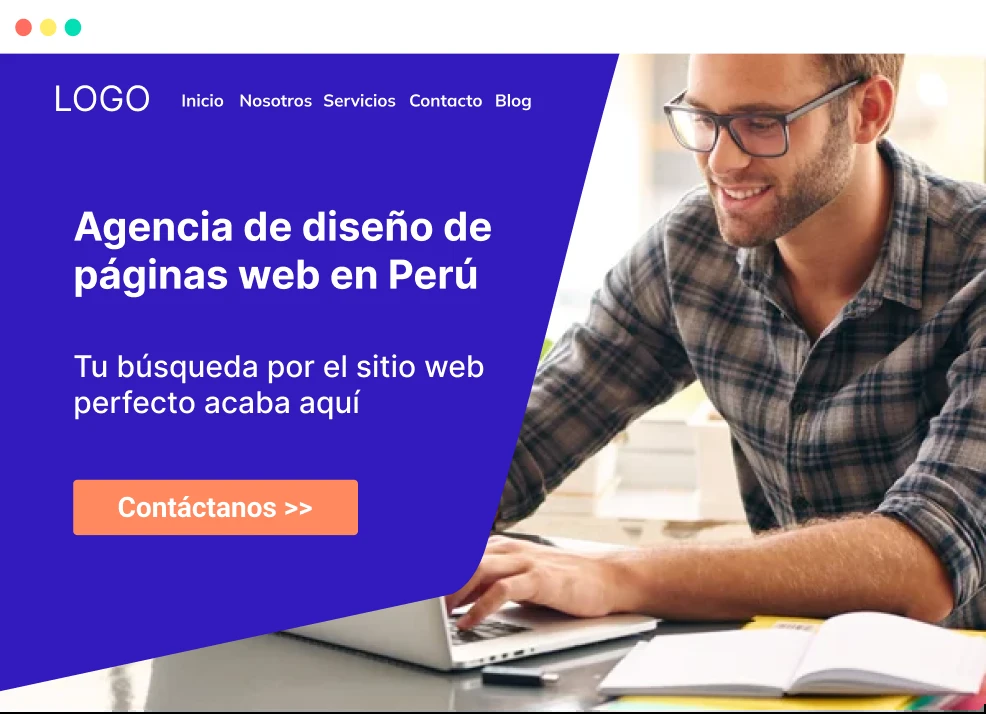 LOGO Inicio Nosotros Servicios Contacto Blog
Agencia de diseño de
páginas web en Perú
Tu búsqueda por el sitio web
perfecto acaba aquí
Contáctanos >>